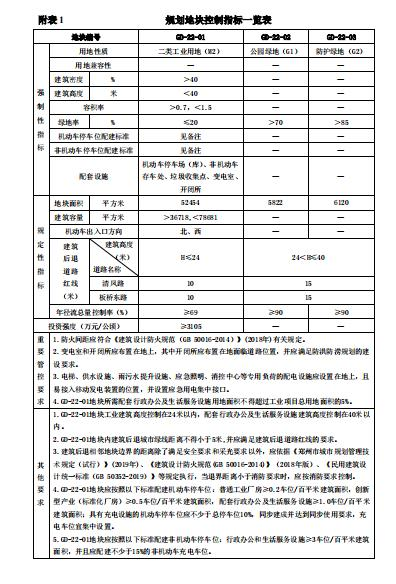 附表 1
规划地块控制指标一览表
地块编号 GD-22-01 GD-22-02 GD-22-03
强制性指标
用地性质 二类工业用地（M2） 公园绿地（G1） 防护绿地（G2）
用地兼容性 — — —
建筑密度 % ＞40 — —
建筑高度 米 ＜40 — —
容积率 ＞0.7，＜1.5 — —
绿地率 % ≤20 ＞70 ＞85
机动车停车位配建标准 见备注 — —
非机动车停车位配建标准 见备注 — —
配套设施 机动车停车场（库）、非机动车
存车处、垃圾收集点、变电室、 — —
开闭所
规定性指标
地块面积 平方米 52454 5822 6120
建筑容量 平方米 ＞36718,＜78681 — —
机动车出入口方向 北、西 — —
建筑后退道路红线（米）
建筑高度（米）
道路名称
H≤24 24＜H≤40
清风路 10 15
板桥东路 10 15
年径流总量控制率（%） ≥69 ≥90 ≥90
投资强度（万元/公顷） ≥3105 — —
重要管控要求
1.防火间距应符合《建筑设计防火规范（GB 50016-2014）》（2018年）有关规定。
2.变电室和开闭所应布置在地上，其中开闭所应布置在地面临道路位置，并应满足防洪防涝规划的建
设要求。
3.电梯、供水设施、雨污水提升设施、应急照明、消控中心等专用负荷的配电设施应设置在地上，且
易接入移动发电装置的位置，并设置应急用电集中接口。
4.GD-22-01地块所需配套行政办公及生活服务设施用地面积不得超过工业项目总用地面积的5%。
其他要求
1.GD-22-01地块工业建筑高度控制在24米以内，配套行政办公及生活服务设施建筑高度控制在40米以
内。
2.GD-22-01地块内建筑后退城市绿线距离不得小于5米,并应满足建筑后退道路红线的要求。
3.建筑后退相邻地块边界的距离除了满足安全要求和采光要求以外，应依据《郑州市城市规划管理技
术规定（试行）》（2019年）、《建筑设计防火规范（GB 50016-2014）》（2018年版）、《民用建筑设
计统一标准（GB 50352-2019）》等规定执行，当退界距离小于消防要求时，应按消防要求控制。
4.GD-22-01地块应按照以下标准配建机动车停车位：普通工业厂房≥0.2车位/百平米建筑面积，创新
型产业（标准化厂房）≥0.5车位/百平米建筑面积，配套行政办公及生活服务设施≥1.0车位/百平米
建筑面积；具有充电设施的机动车停车位应不少于总停车位10%，同步建成并达到同步使用要求，充
电车位宜集中设置。
5.GD-22-01地块应按照以下标准配建非机动车停车位：行政办公和生活服务设施≥3车位/百平米建筑
面积，并且应配建不少于15%的非机动车充电车位。